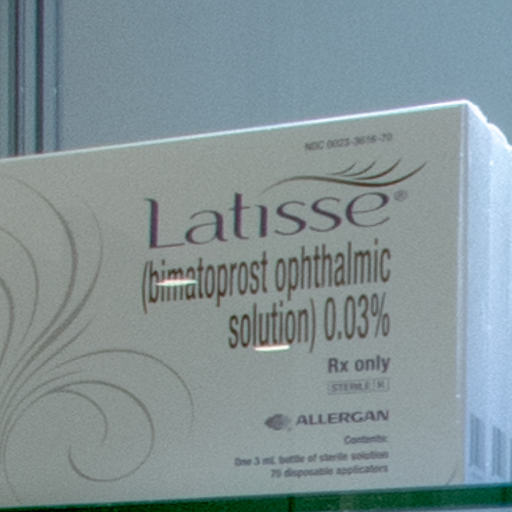 NDC 0023-3616-70
Latisse®
(bimatoprost ophthalmic
solution) 0.03%
Rx only
STERILE R
ALLERGAN
Contents:
One 5 mL bottle of sterile solution
70 disposable applicators